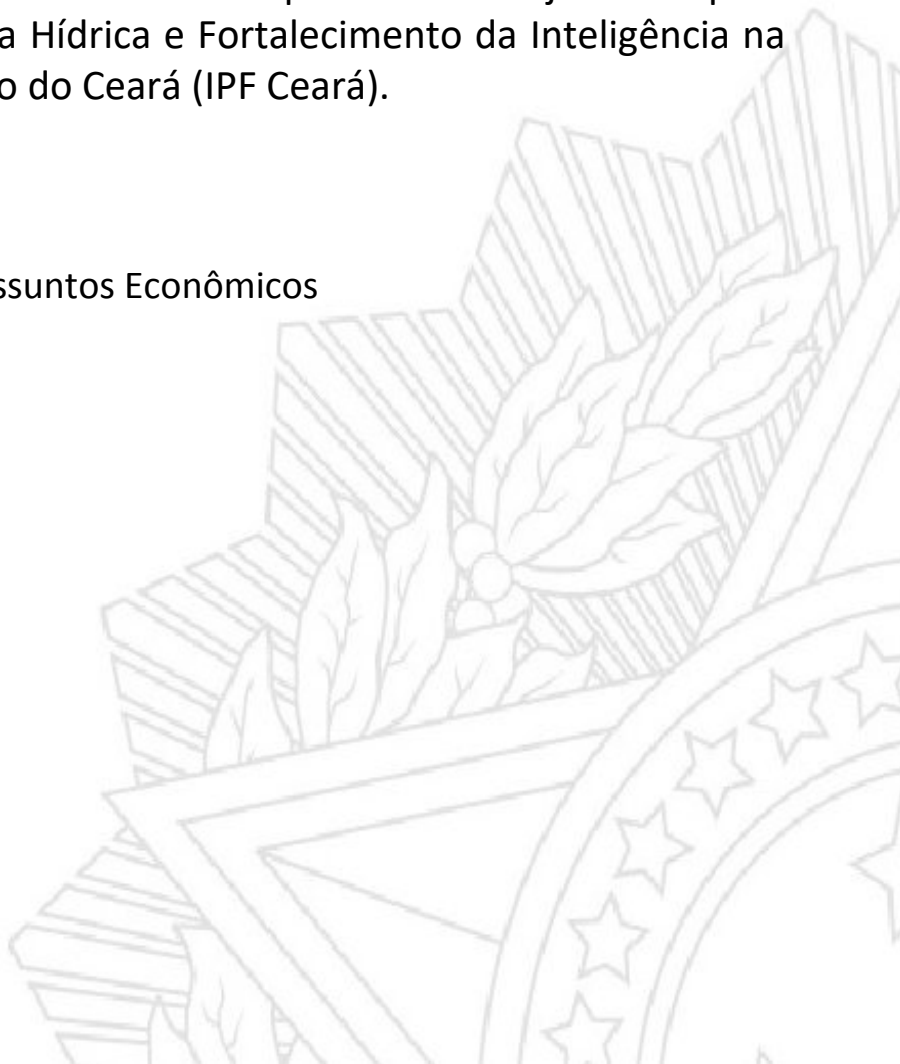 a Hídrica e Fortalecimento da Inteligência na
o do Ceará (IPF Ceará).
ssuntos Econômicos